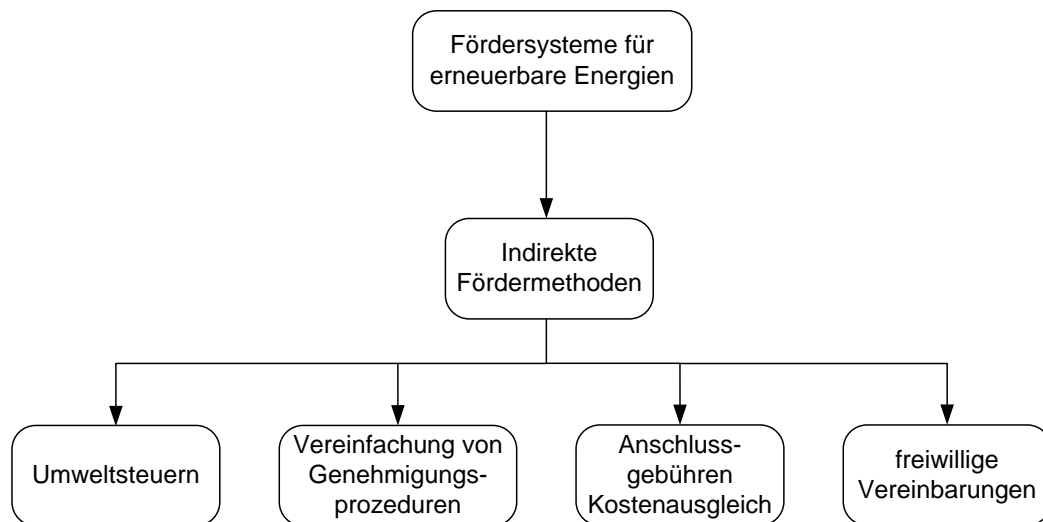 Fördersysteme für
erneuerbare Energien
Indirekte
Fördermethoden
Umweltsteuern
Vereinfachung von
Genehmigungs-
prozeduren
Anschluss-
gebühren
Kostenausgleich
freiwillige
Vereinbarungen